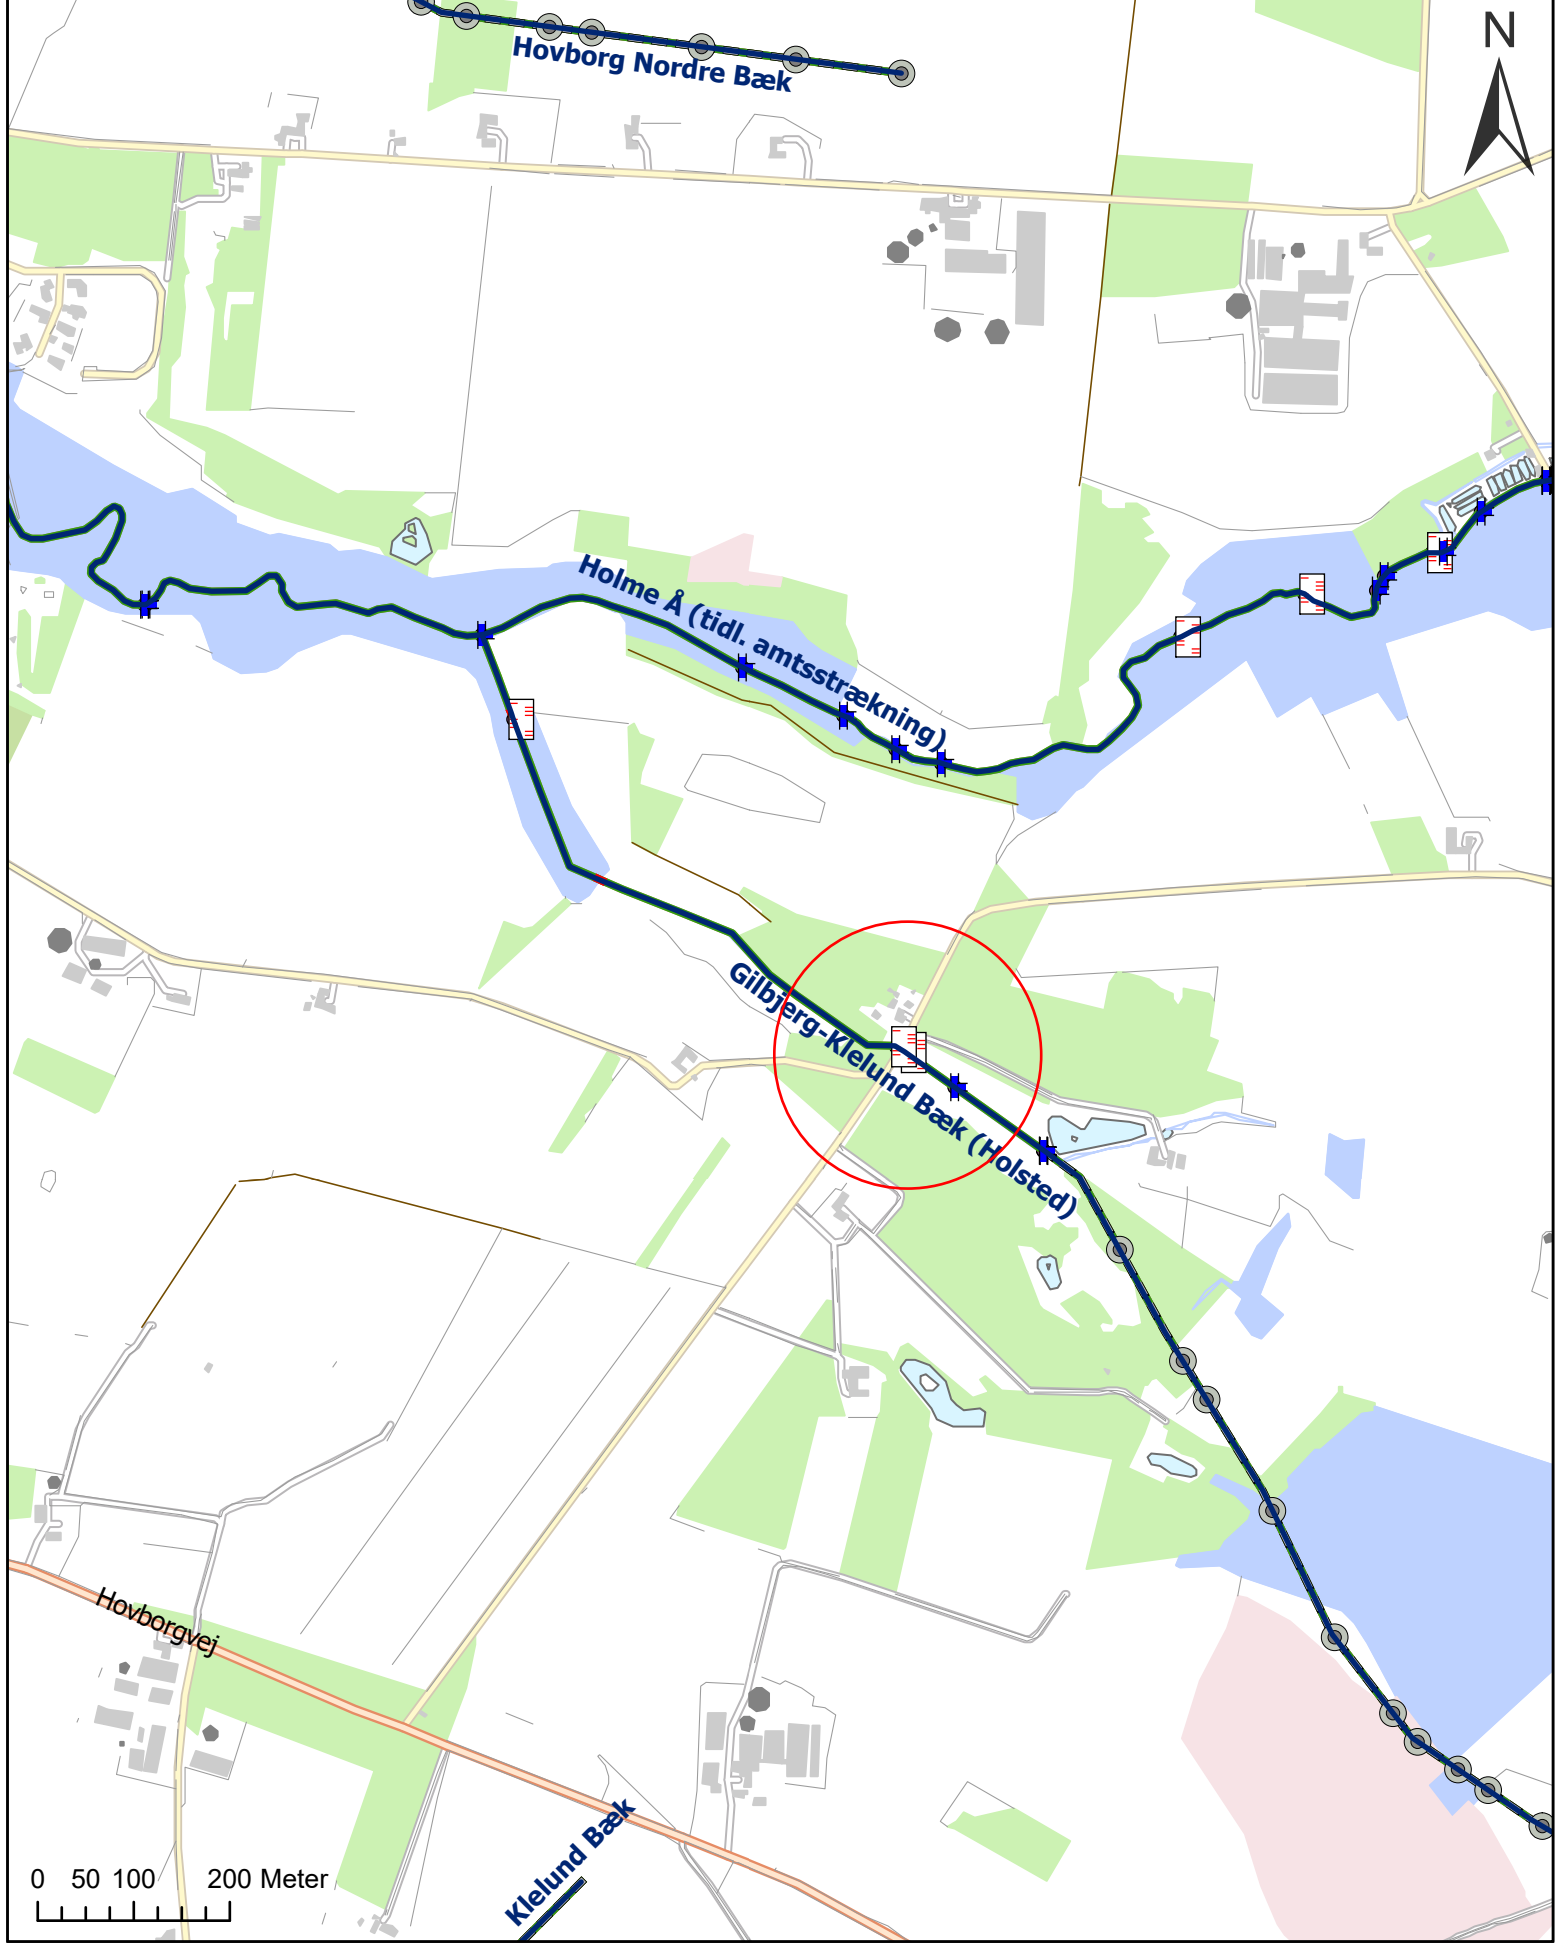 N
Hovborg Nordre Bæk
Holme Å (tidl. amtsstrækning)
Gilbjerg-Klelund Bæk (Holsted)
Hovborgvej
Klelund Bæk
0 50 100 200 Meter